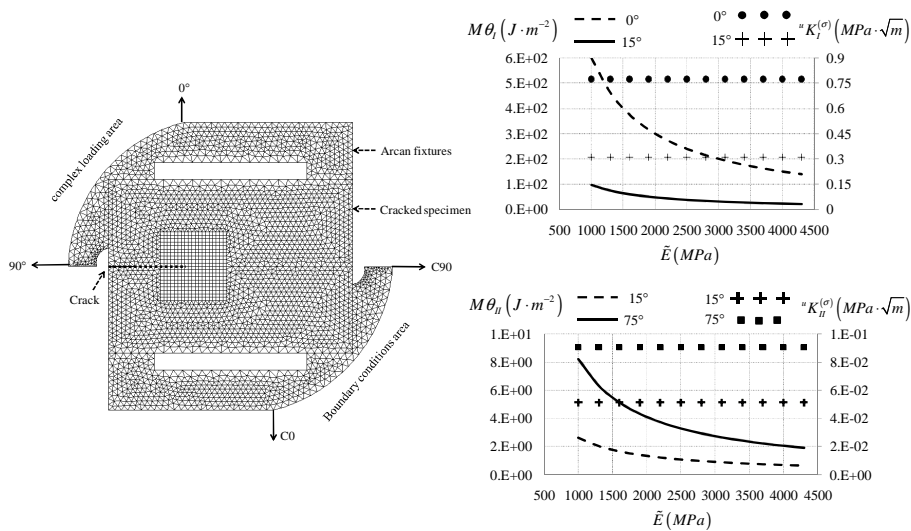 0°
complex loading area
Arcan fixtures
Cracked specimen
90°
C90
Crack
Boundary conditions area
C0
Mθ_I (J·m⁻²)
0°
15°
0°
15°
ᵘK_I^(σ) (MPa·√m)
6.E+02
5.E+02
4.E+02
3.E+02
2.E+02
1.E+02
0.E+00
0.9
0.75
0.6
0.45
0.3
0.15
0
500 1000 1500 2000 2500 3000 3500 4000 4500
Ẽ(MPa)
Mθ_II (J·m⁻²)
15°
75°
15°
75°
ᵘK_II^(σ) (MPa·√m)
1.E+01
8.E+00
6.E+00
4.E+00
2.E+00
0.E+00
1.E-01
8.E-02
6.E-02
4.E-02
2.E-02
0.E+00
500 1000 1500 2000 2500 3000 3500 4000 4500
Ẽ(MPa)